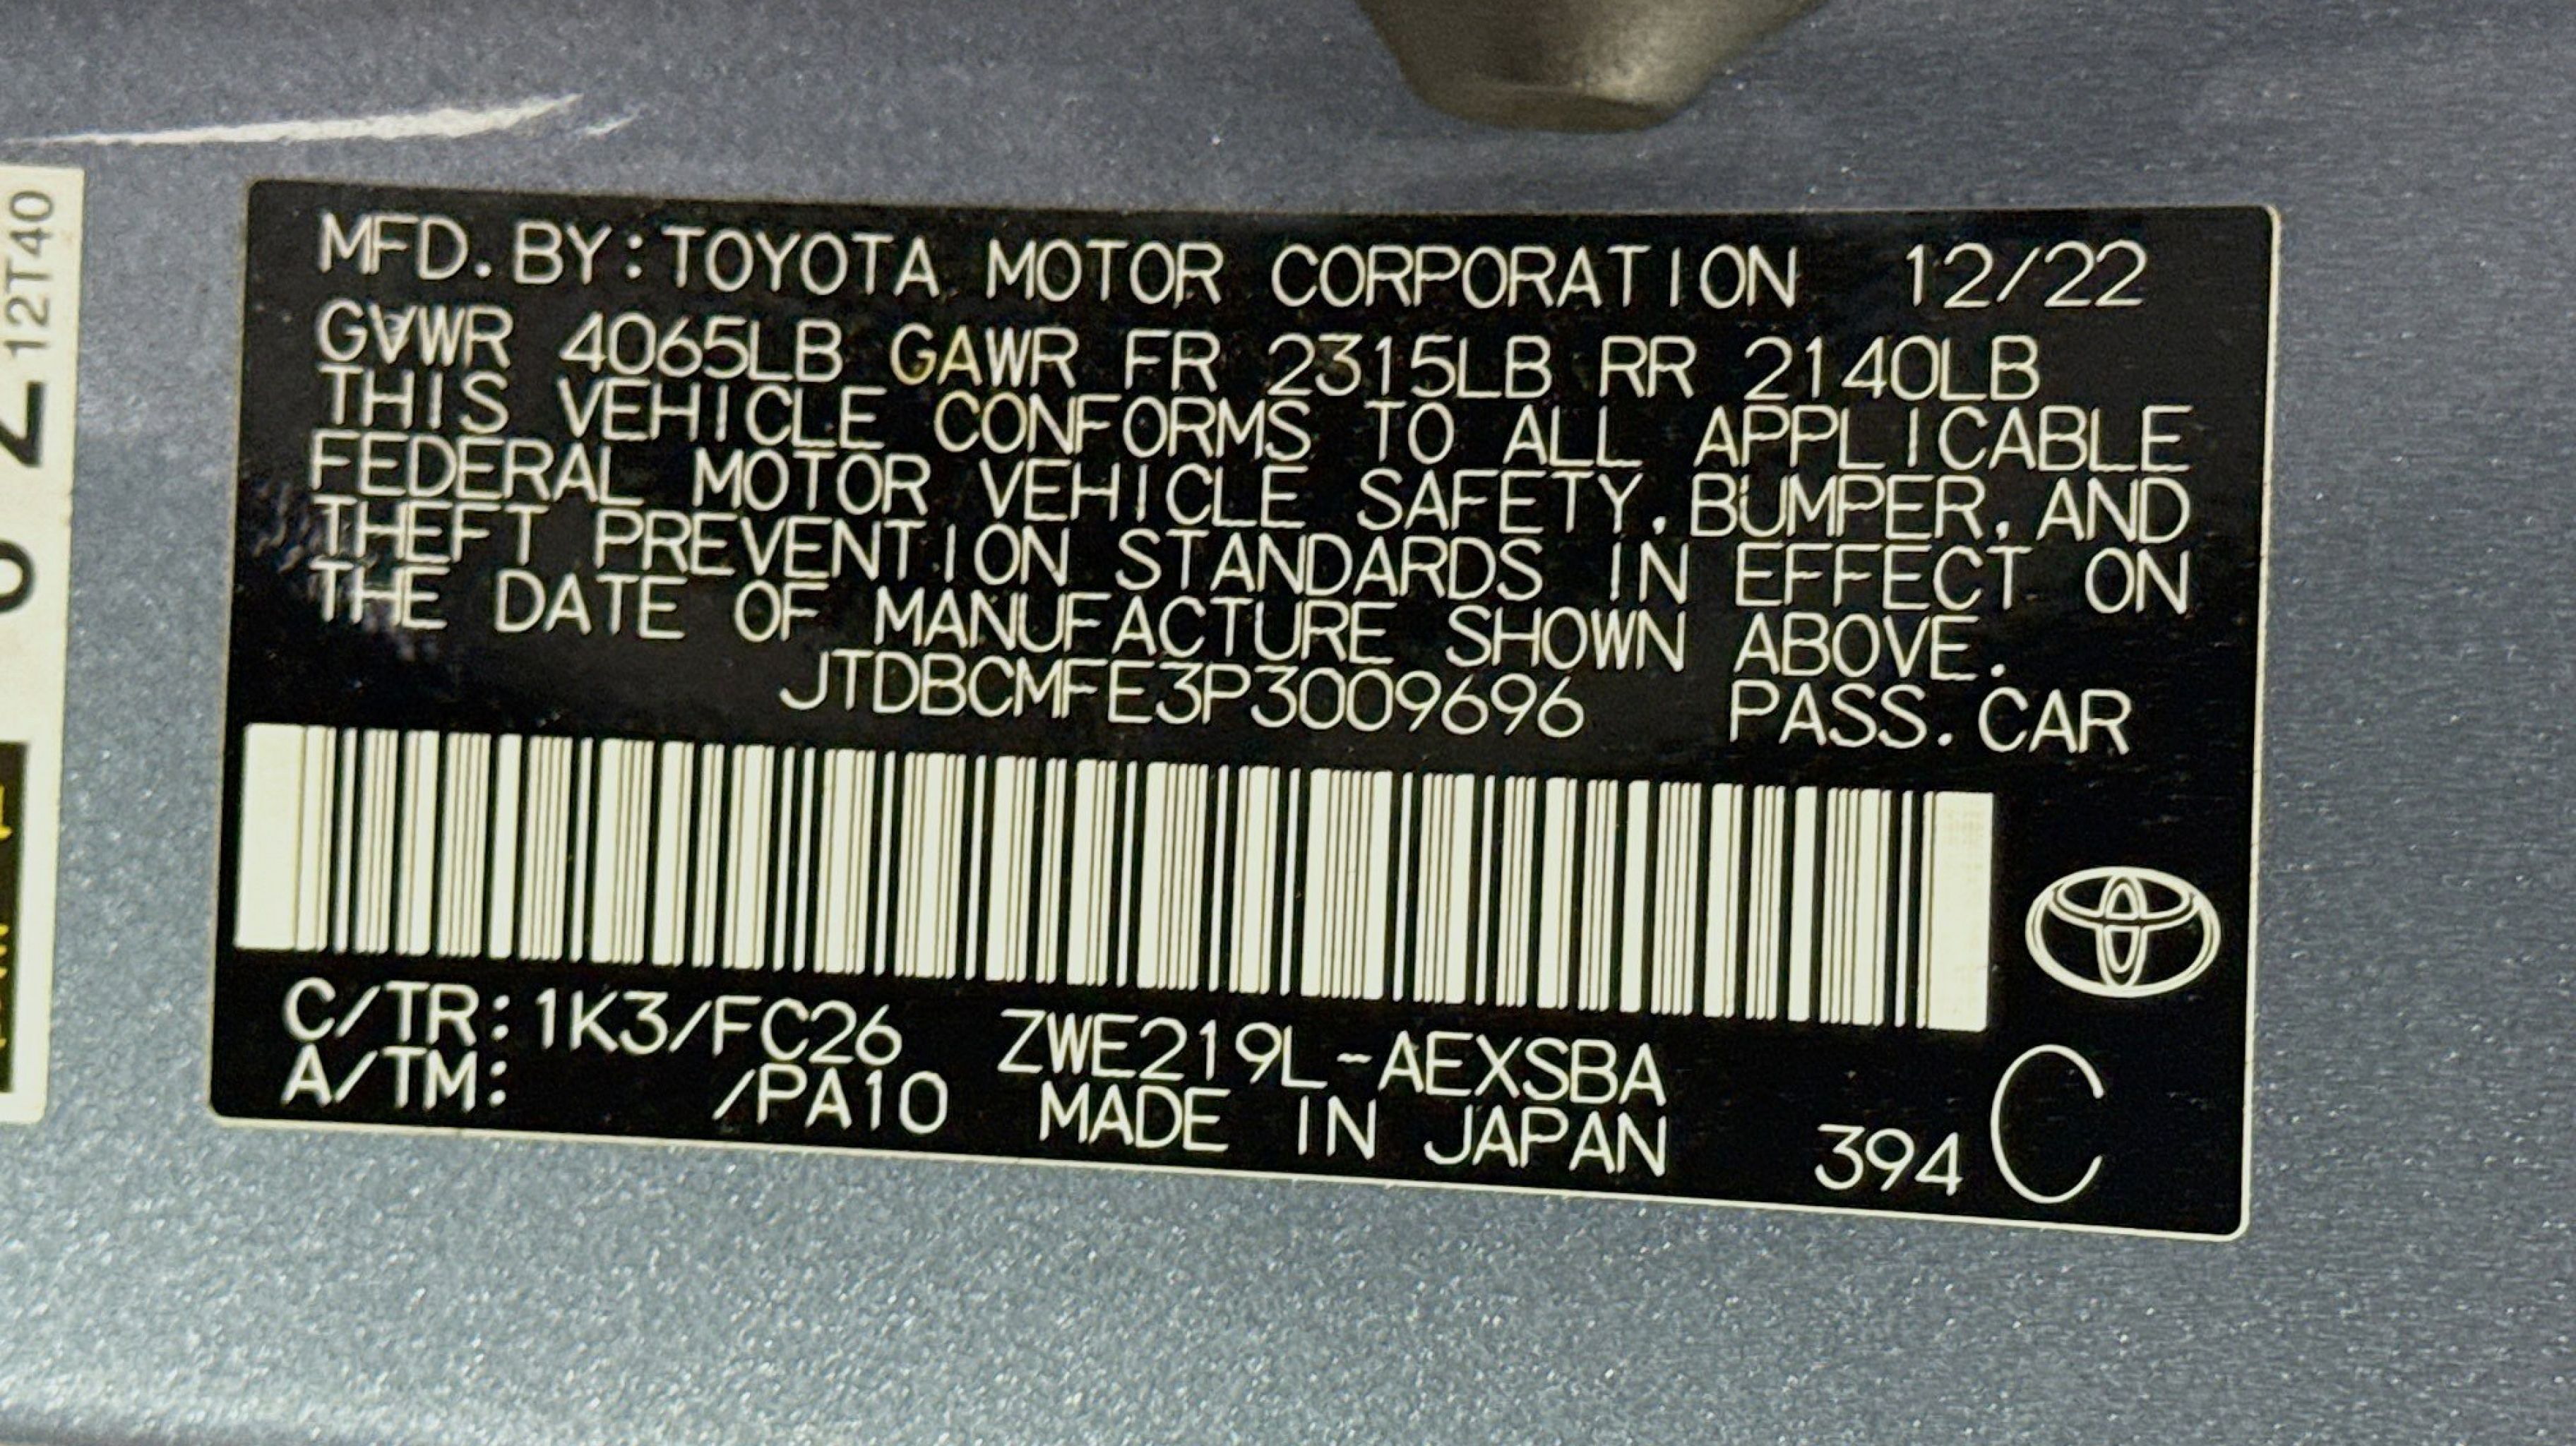 MFD. BY: TOYOTA MOTOR CORPORATION 12/22
GVWR 4065LB GAWR FR 2315LB RR 2140LB
THIS VEHICLE CONFORMS TO ALL APPLICABLE
FEDERAL MOTOR VEHICLE SAFETY, BUMPER, AND
THEFT PREVENTION STANDARDS IN EFFECT ON
THE DATE OF MANUFACTURE SHOWN ABOVE.
JTDBCMFE3P3009696 PASS. CAR
C/TR: 1K3/FC26 ZWE219L-AEXSBA
A/TM: /PA10 MADE IN JAPAN 394 C
12T40